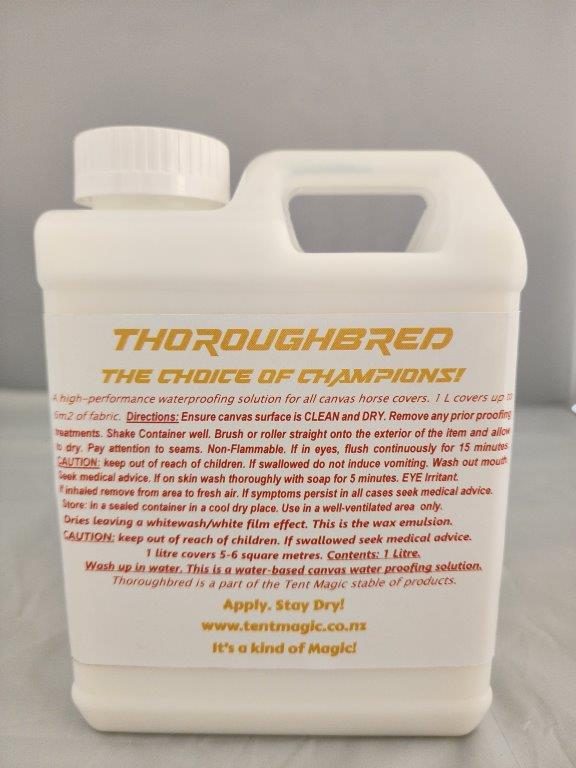 THOROUGHBRED
THE CHOICE OF CHAMPIONS!
A high-performance waterproofing solution for all canvas horse covers. 1 L covers up to
6m2 of fabric. Directions: Ensure canvas surface is CLEAN and DRY. Remove any prior proofing
treatments. Shake Container well. Brush or roller straight onto the exterior of the item and allow
to dry. Pay attention to seams. Non-Flammable. If in eyes, flush continuously for 15 minutes.
CAUTION: keep out of reach of children. If swallowed do not induce vomiting. Wash out mouth.
Seek medical advice. If on skin wash thoroughly with soap for 5 minutes. EYE Irritant.
If inhaled remove from area to fresh air. If symptoms persist in all cases seek medical advice.
Store: in a sealed container in a cool dry place. Use in a well-ventilated area only.
Dries leaving a whitewash/white film effect. This is the wax emulsion.
CAUTION: keep out of reach of children. If swallowed seek medical advice.
1 litre covers 5-6 square metres. Contents: 1 Litre.
Wash up in water. This is a water-based canvas water proofing solution.
Thoroughbred is a part of the Tent Magic stable of products.
Apply. Stay Dry!
www.tentmagic.co.nz
It's a kind of Magic!